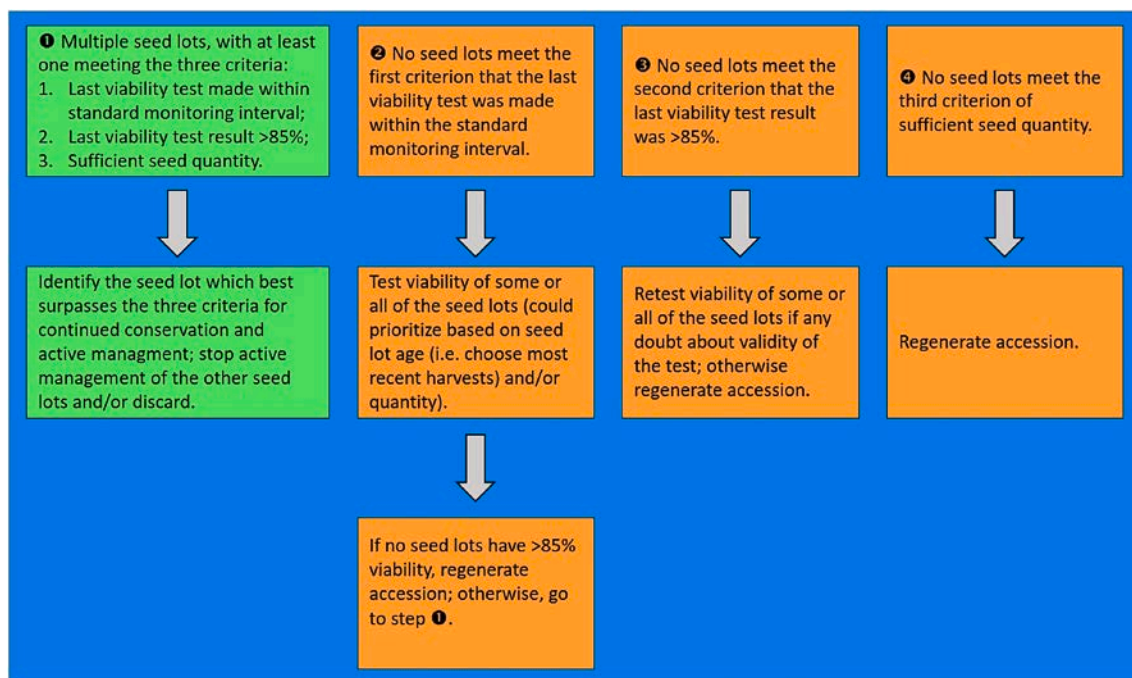 ❶ Multiple seed lots, with at least
one meeting the three criteria:
1. Last viability test made within
standard monitoring interval;
2. Last viability test result >85%;
3. Sufficient seed quantity.
❷ No seed lots meet the
first criterion that the last
viability test was made
within the standard
monitoring interval.
❸ No seed lots meet the
second criterion that the
last viability test result
was >85%.
❹ No seed lots meet the
third criterion of
sufficient seed quantity.
Identify the seed lot which best
surpasses the three criteria for
continued conservation and
active managment; stop active
management of the other seed
lots and/or discard.
Test viability of some or
all of the seed lots (could
prioritize based on seed
lot age (i.e. choose most
recent harvests) and/or
quantity).
Retest viability of some or
all of the seed lots if any
doubt about validity of
the test; otherwise
regenerate accession.
Regenerate accession.
If no seed lots have >85%
viability, regenerate
accession; otherwise, go
to step ❶.